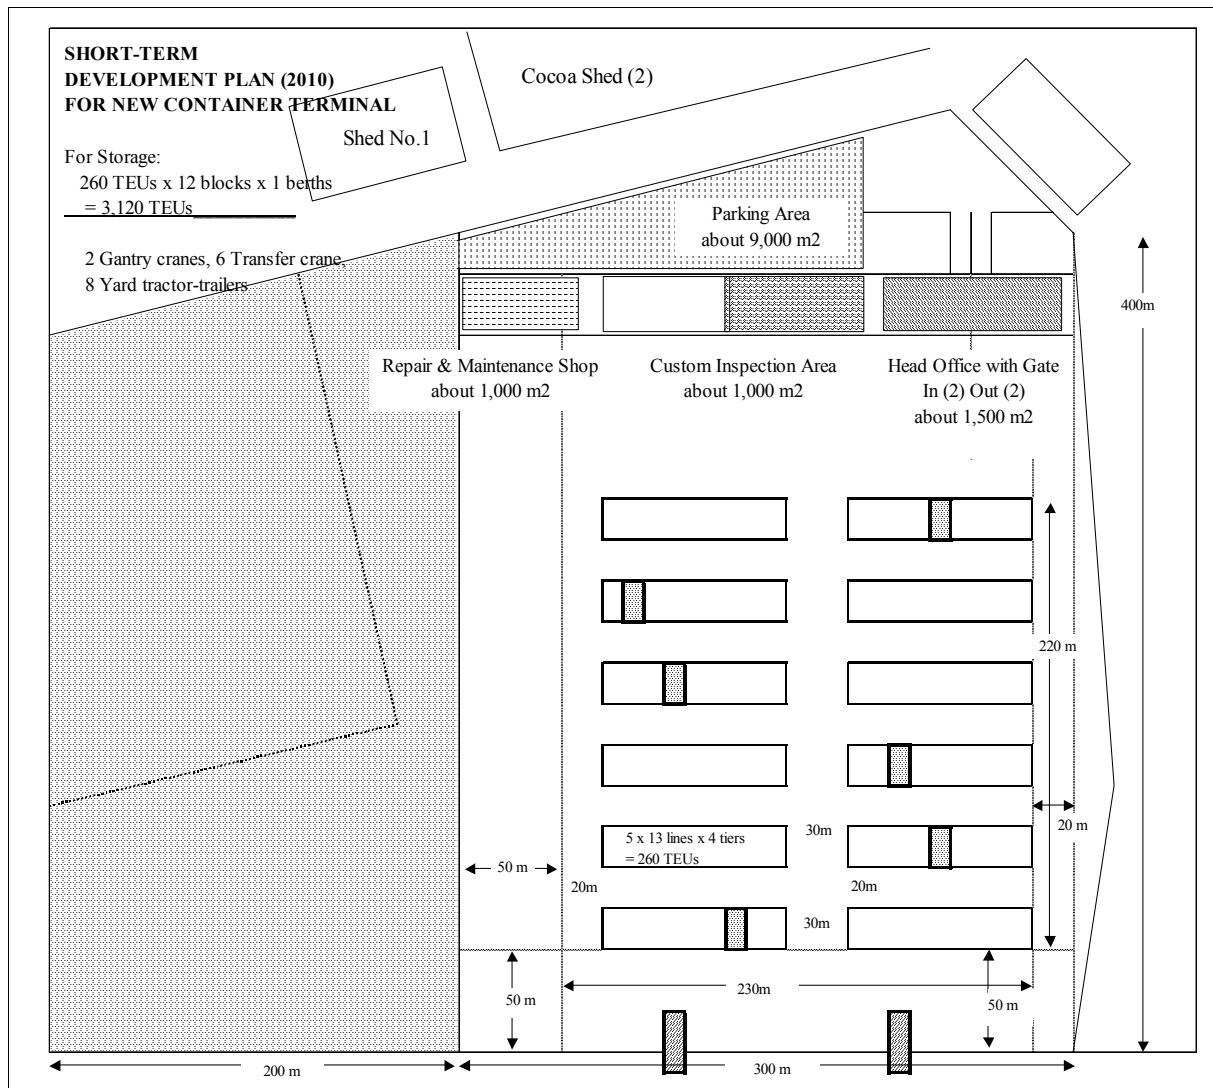 SHORT-TERM
DEVELOPMENT PLAN (2010)
FOR NEW CONTAINER TERMINAL
Cocoa Shed (2)
Shed No.1
For Storage:
260 TEUs x 12 blocks x 1 berths
= 3,120 TEUs
2 Gantry cranes, 6 Transfer crane,
8 Yard tractor-trailers
Parking Area
about 9,000 m2
400m
Repair & Maintenance Shop
about 1,000 m2
Custom Inspection Area
about 1,000 m2
Head Office with Gate
In (2) Out (2)
about 1,500 m2
220 m
20 m
5 x 13 lines x 4 tiers
= 260 TEUs
30m
50 m
20m
20m
30m
50 m
230m
50 m
200 m
300 m